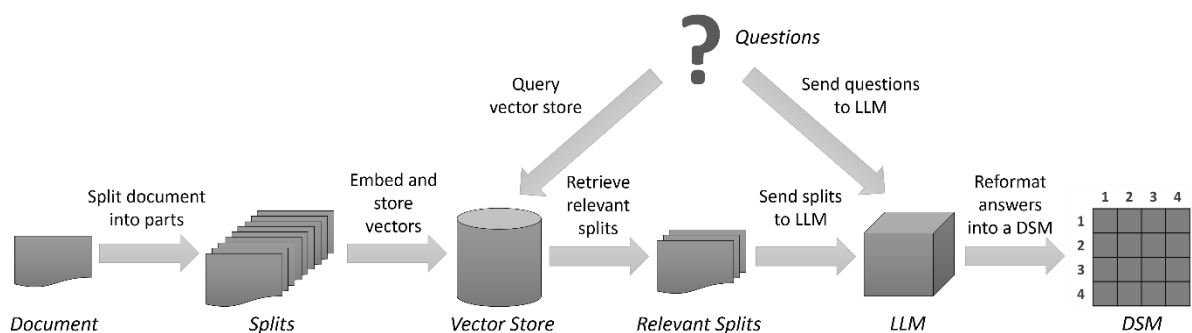 ?
Questions
Query
vector store
Send questions
to LLM
Split document
into parts
Embed and
store
vectors
Retrieve
relevant
splits
Send splits
to LLM
Reformat
answers
into a DSM
1 2 3 4
1
2
3
4
Document
Splits
Vector Store
Relevant Splits
LLM
DSM